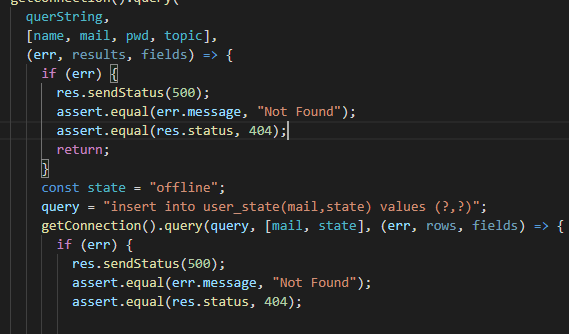 getConnection().query(
querString,
[name, mail, pwd, topic],
(err, results, fields) => {
if (err) {
res.sendStatus(500);
assert.equal(err.message, "Not Found");
assert.equal(res.status, 404);
return;
}
const state = "offline";
query = "insert into user_state(mail,state) values (?,?)";
getConnection().query(query, [mail, state], (err, rows, fields) => {
if (err) {
res.sendStatus(500);
assert.equal(err.message, "Not Found");
assert.equal(res.status, 404);